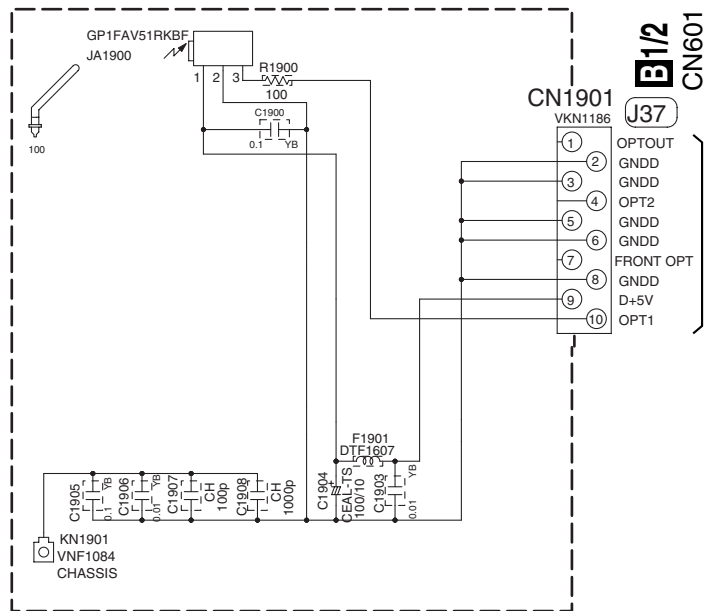 GP1FAV51RKBF
JA1900
1 2 3
R1900
100
C1900
0.1 YB
100
B1/2
CN601
CN1901
VKN1186
J37
1 OPTOUT
2 GNDD
3 GNDD
4 OPT2
5 GNDD
6 GNDD
7 FRONT OPT
8 GNDD
9 D+5V
10 OPT1
F1901
DTF1607
C1905
YB
0.1
C1906
YB
0.01
C1907
CH
100p
C1908
CH
1000p
C1904
+
CEAL-TS
100/10
C1903
YB
0.01
KN1901
VNF1084
CHASSIS